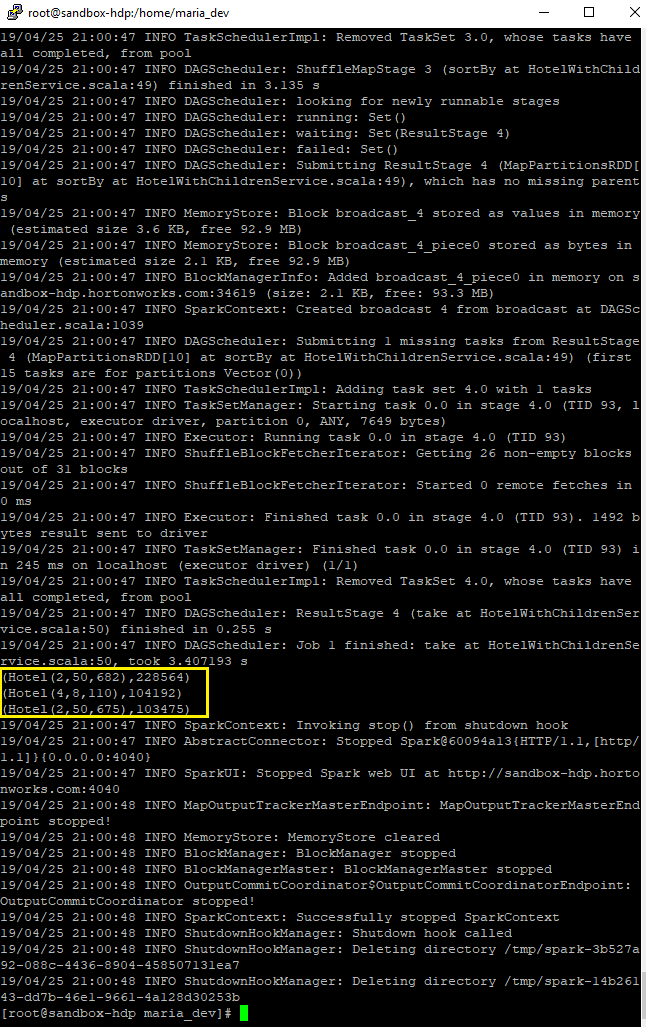 root@sandbox-hdp:/home/maria_dev
19/04/25 21:00:47 INFO TaskSchedulerImpl: Removed TaskSet 3.0, whose tasks have
all completed, from pool
19/04/25 21:00:47 INFO DAGScheduler: ShuffleMapStage 3 (sortBy at HotelWithChild
renService.scala:49) finished in 3.135 s
19/04/25 21:00:47 INFO DAGScheduler: looking for newly runnable stages
19/04/25 21:00:47 INFO DAGScheduler: running: Set()
19/04/25 21:00:47 INFO DAGScheduler: waiting: Set(ResultStage 4)
19/04/25 21:00:47 INFO DAGScheduler: failed: Set()
19/04/25 21:00:47 INFO DAGScheduler: Submitting ResultStage 4 (MapPartitionsRDD[
10] at sortBy at HotelWithChildrenService.scala:49), which has no missing parent
s
19/04/25 21:00:47 INFO MemoryStore: Block broadcast_4 stored as values in memory
 (estimated size 3.6 KB, free 92.9 MB)
19/04/25 21:00:47 INFO MemoryStore: Block broadcast_4_piece0 stored as bytes in
memory (estimated size 2.1 KB, free 92.9 MB)
19/04/25 21:00:47 INFO BlockManagerInfo: Added broadcast_4_piece0 in memory on s
andbox-hdp.hortonworks.com:34619 (size: 2.1 KB, free: 93.3 MB)
19/04/25 21:00:47 INFO SparkContext: Created broadcast 4 from broadcast at DAGSc
heduler.scala:1039
19/04/25 21:00:47 INFO DAGScheduler: Submitting 1 missing tasks from ResultStage
 4 (MapPartitionsRDD[10] at sortBy at HotelWithChildrenService.scala:49) (first
15 tasks are for partitions Vector(0))
19/04/25 21:00:47 INFO TaskSchedulerImpl: Adding task set 4.0 with 1 tasks
19/04/25 21:00:47 INFO TaskSetManager: Starting task 0.0 in stage 4.0 (TID 93, l
ocalhost, executor driver, partition 0, ANY, 7649 bytes)
19/04/25 21:00:47 INFO Executor: Running task 0.0 in stage 4.0 (TID 93)
19/04/25 21:00:47 INFO ShuffleBlockFetcherIterator: Getting 26 non-empty blocks
out of 31 blocks
19/04/25 21:00:47 INFO ShuffleBlockFetcherIterator: Started 0 remote fetches in
0 ms
19/04/25 21:00:47 INFO Executor: Finished task 0.0 in stage 4.0 (TID 93). 1492 b
ytes result sent to driver
19/04/25 21:00:47 INFO TaskSetManager: Finished task 0.0 in stage 4.0 (TID 93) i
n 245 ms on localhost (executor driver) (1/1)
19/04/25 21:00:47 INFO TaskSchedulerImpl: Removed TaskSet 4.0, whose tasks have
all completed, from pool
19/04/25 21:00:47 INFO DAGScheduler: ResultStage 4 (take at HotelWithChildrenSer
vice.scala:50) finished in 0.255 s
19/04/25 21:00:47 INFO DAGScheduler: Job 1 finished: take at HotelWithChildrenSe
rvice.scala:50, took 3.407193 s
(Hotel(2,50,682),228564)
(Hotel(4,8,110),104192)
(Hotel(2,50,675),103475)
19/04/25 21:00:47 INFO SparkContext: Invoking stop() from shutdown hook
19/04/25 21:00:47 INFO AbstractConnector: Stopped Spark@60094a13{HTTP/1.1,[http/
1.1]}{0.0.0.0:4040}
19/04/25 21:00:47 INFO SparkUI: Stopped Spark web UI at http://sandbox-hdp.horto
nworks.com:4040
19/04/25 21:00:48 INFO MapOutputTrackerMasterEndpoint: MapOutputTrackerMasterEnd
point stopped!
19/04/25 21:00:48 INFO MemoryStore: MemoryStore cleared
19/04/25 21:00:48 INFO BlockManager: BlockManager stopped
19/04/25 21:00:48 INFO BlockManagerMaster: BlockManagerMaster stopped
19/04/25 21:00:48 INFO OutputCommitCoordinator$OutputCommitCoordinatorEndpoint:
OutputCommitCoordinator stopped!
19/04/25 21:00:48 INFO SparkContext: Successfully stopped SparkContext
19/04/25 21:00:48 INFO ShutdownHookManager: Shutdown hook called
19/04/25 21:00:48 INFO ShutdownHookManager: Deleting directory /tmp/spark-3b527a
92-088c-4436-8904-458507131ea7
19/04/25 21:00:48 INFO ShutdownHookManager: Deleting directory /tmp/spark-14b261
43-dd7b-46e1-9661-4a128d30253b
[root@sandbox-hdp maria_dev]#